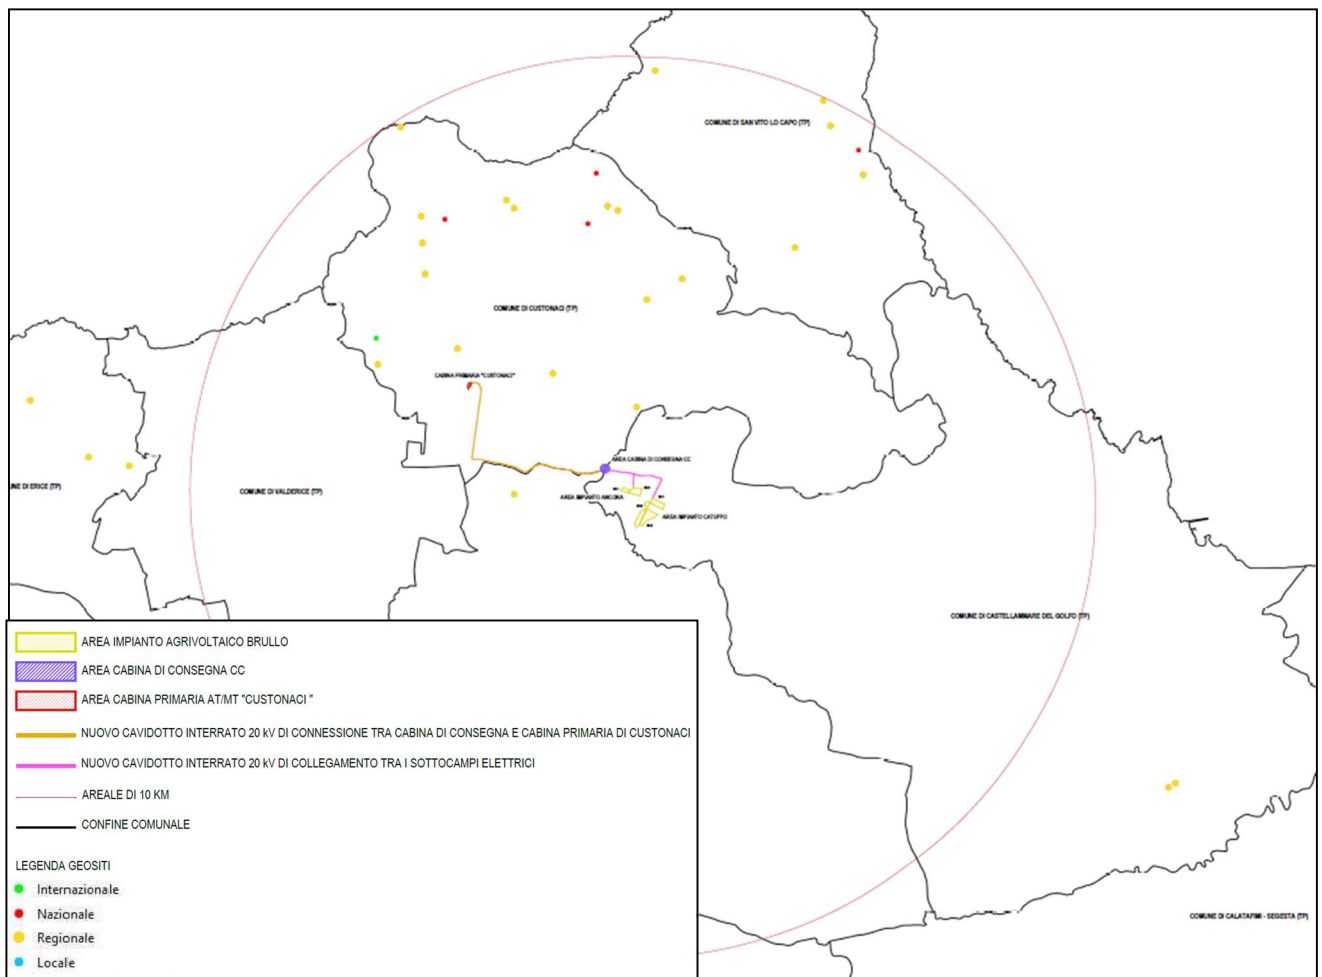 COMUNE DI SAN VITO LO CAPO (TP)
COMUNE DI CUSTONACI (TP)
CABINA PRIMARIA "CUSTONACI"
AREA CABINA DI CONSEGNA CC
NE DI ERICE (TP)
COMUNE DI VALDERICE (TP)
AREA IMPIANTO ANCONA
AREA IMPIANTO CATUFFO
COMUNE DI CASTELLAMMARE DEL GOLFO (TP)
AREA IMPIANTO AGRIVOLTAICO BRULLO
AREA CABINA DI CONSEGNA CC
AREA CABINA PRIMARIA AT/MT "CUSTONACI "
NUOVO CAVIDOTTO INTERRATO 20 kV DI CONNESSIONE TRA CABINA DI CONSEGNA E CABINA PRIMARIA DI CUSTONACI
NUOVO CAVIDOTTO INTERRATO 20 kV DI COLLEGAMENTO TRA I SOTTOCAMPI ELETTRICI
AREALE DI 10 KM
CONFINE COMUNALE
LEGENDA GEOSITI
Internazionale
Nazionale
Regionale
Locale
COMUNE DI CALATAFIMI - SEGESTA (TP)